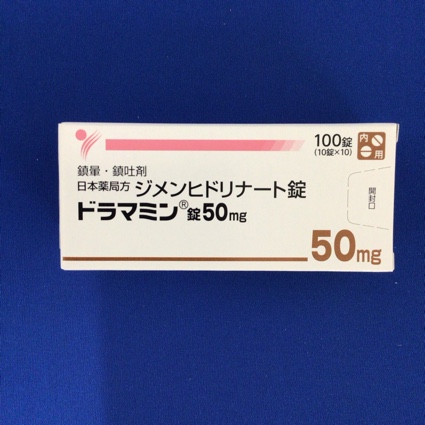 100錠
(10錠×10)
内用
鎮暈・鎮吐剤
日本薬局方 ジメンヒドリナート錠
ドラマミン®錠50mg
開封口
50mg